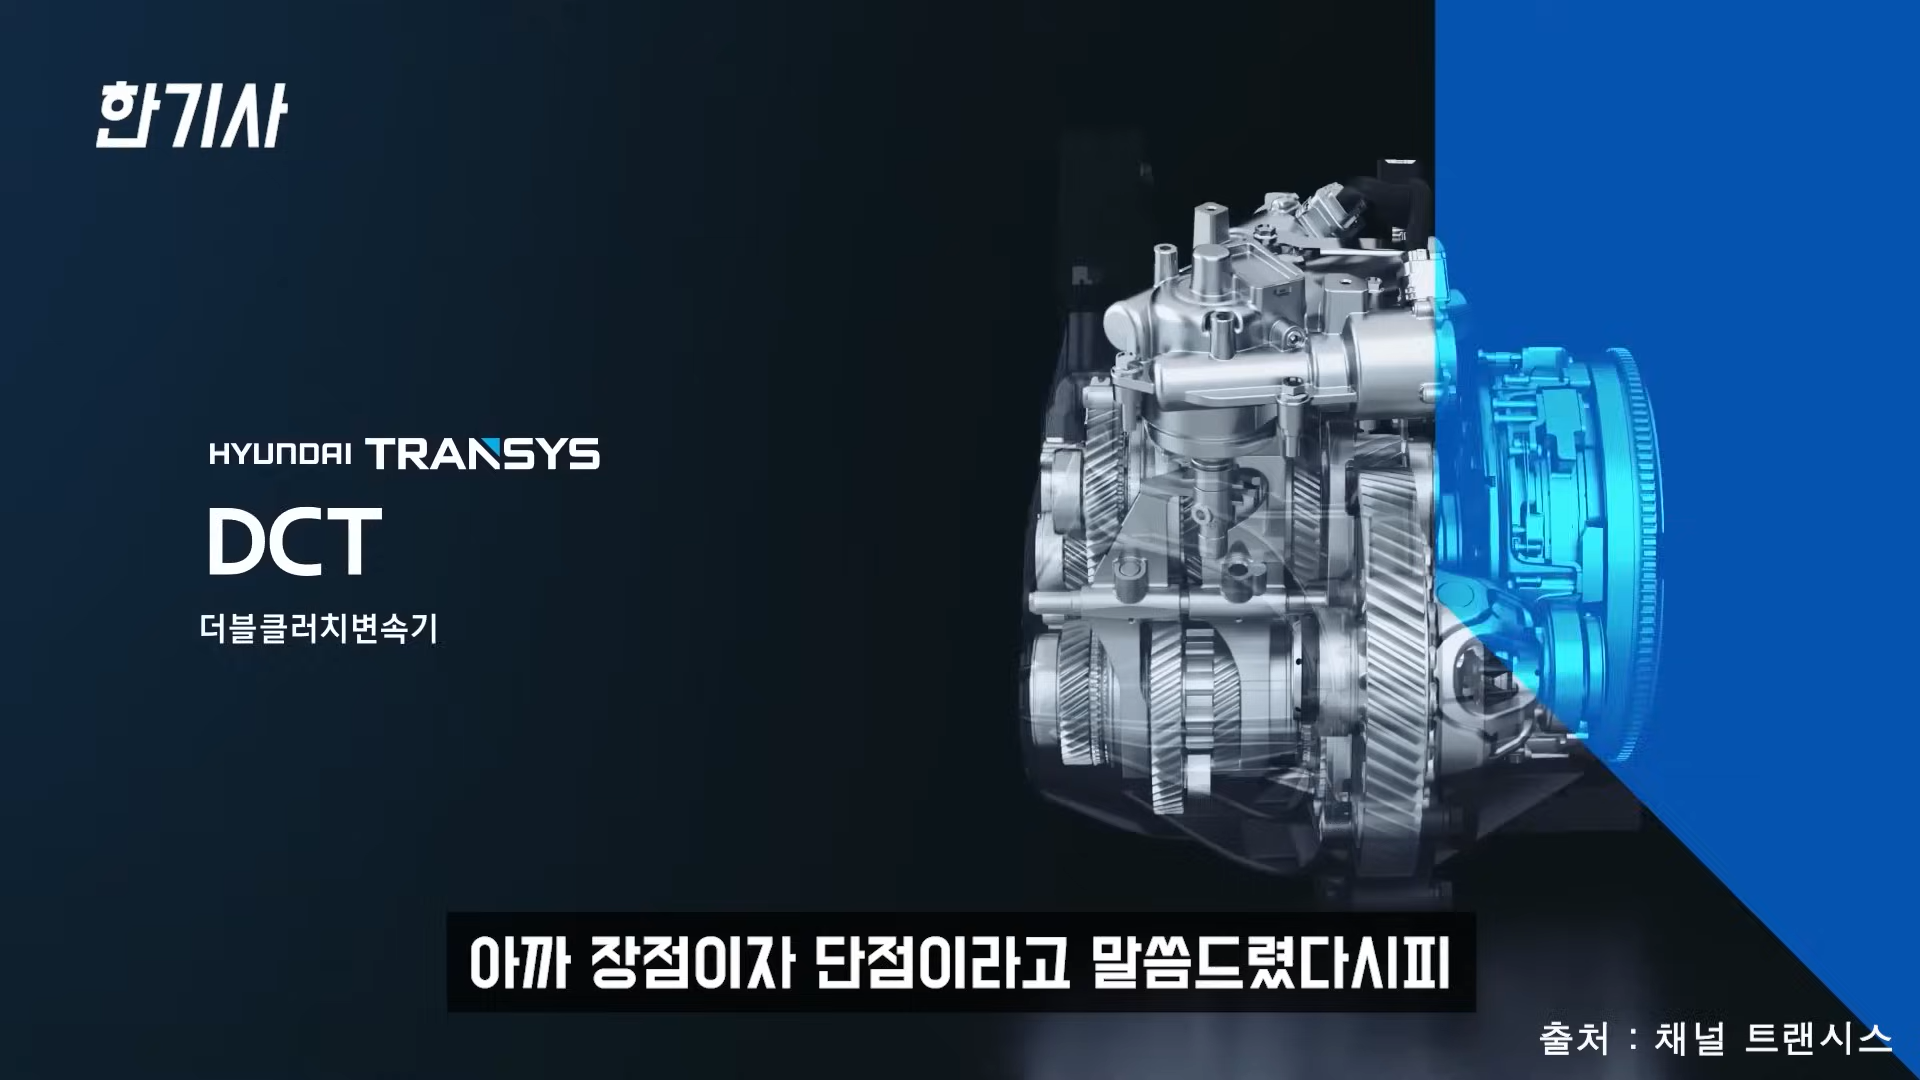 한기사
HYUNDAI TRANSYS
DCT
더블클러치변속기
아까 장점이자 단점이라고 말씀드렸다시피
출처 : 채널 트랜시스